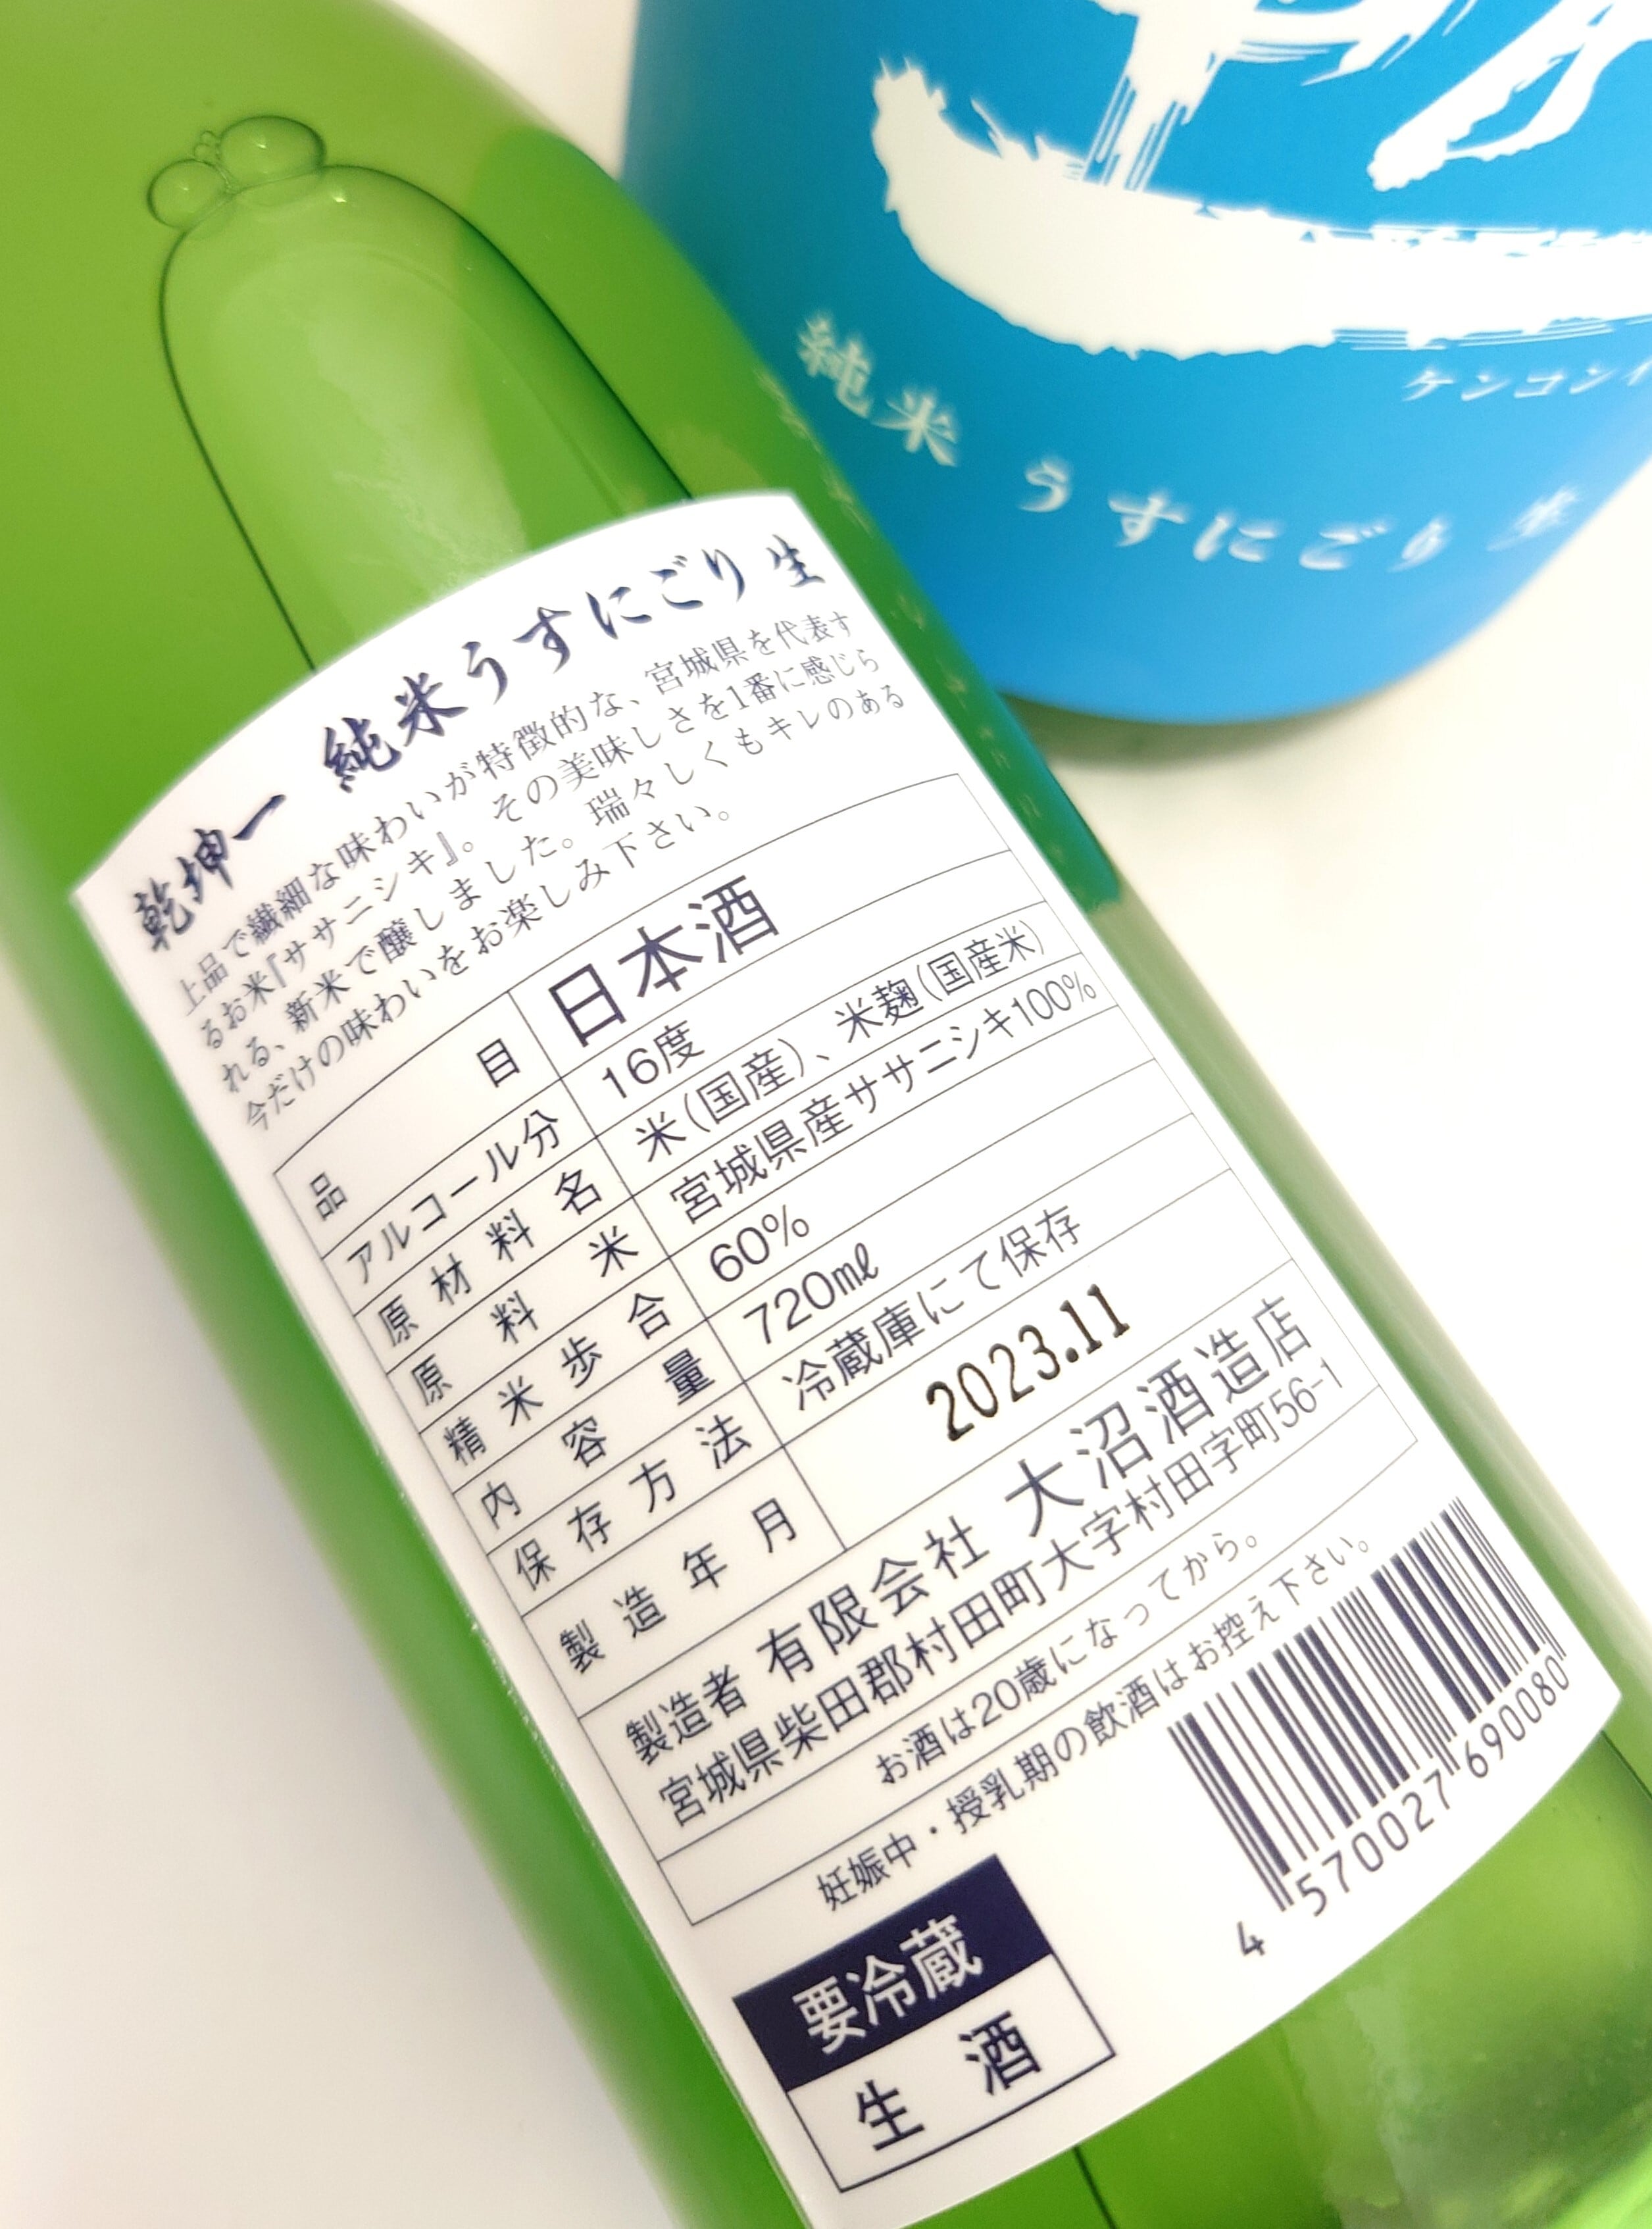 純米 うすにごり 生
ケンコンイ
乾坤一 純米うすにごり 生
上品で繊細な味わいが特徴的な、宮城県を代表す
るお米『ササニシキ』。その美味しさを1番に感じら
れる、新米で醸しました。瑞々しくもキレのある
今だけの味わいをお楽しみ下さい。
品目 日本酒
アルコール分 16度
原材料名 米(国産)、米麹(国産米)
原料米 宮城県産ササニシキ100%
精米歩合 60%
内容量 720mℓ
保存方法 冷蔵庫にて保存
製造年月 2023.11
製造者 有限会社 大沼酒造店
宮城県柴田郡村田町大字村田字町56-1
お酒は20歳になってから。
妊娠中・授乳期の飲酒はお控え下さい。
要冷蔵
生酒
4 570027 690080